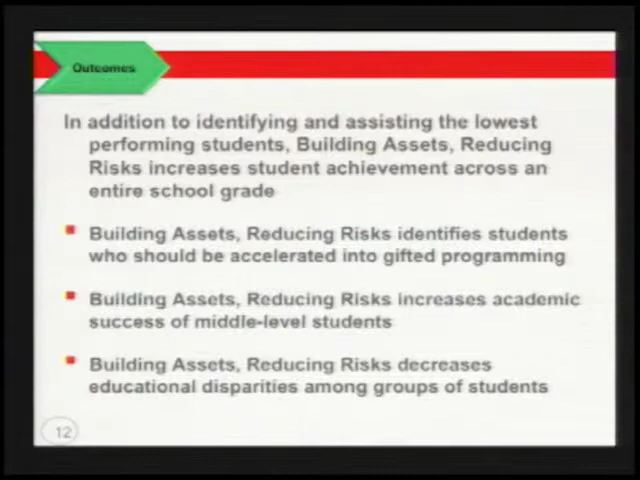 Outcomes
In addition to identifying and assisting the lowest
performing students, Building Assets, Reducing
Risks increases student achievement across an
entire school grade
Building Assets, Reducing Risks identifies students
who should be accelerated into gifted programming
Building Assets, Reducing Risks increases academic
success of middle-level students
Building Assets, Reducing Risks decreases
educational disparities among groups of students
12